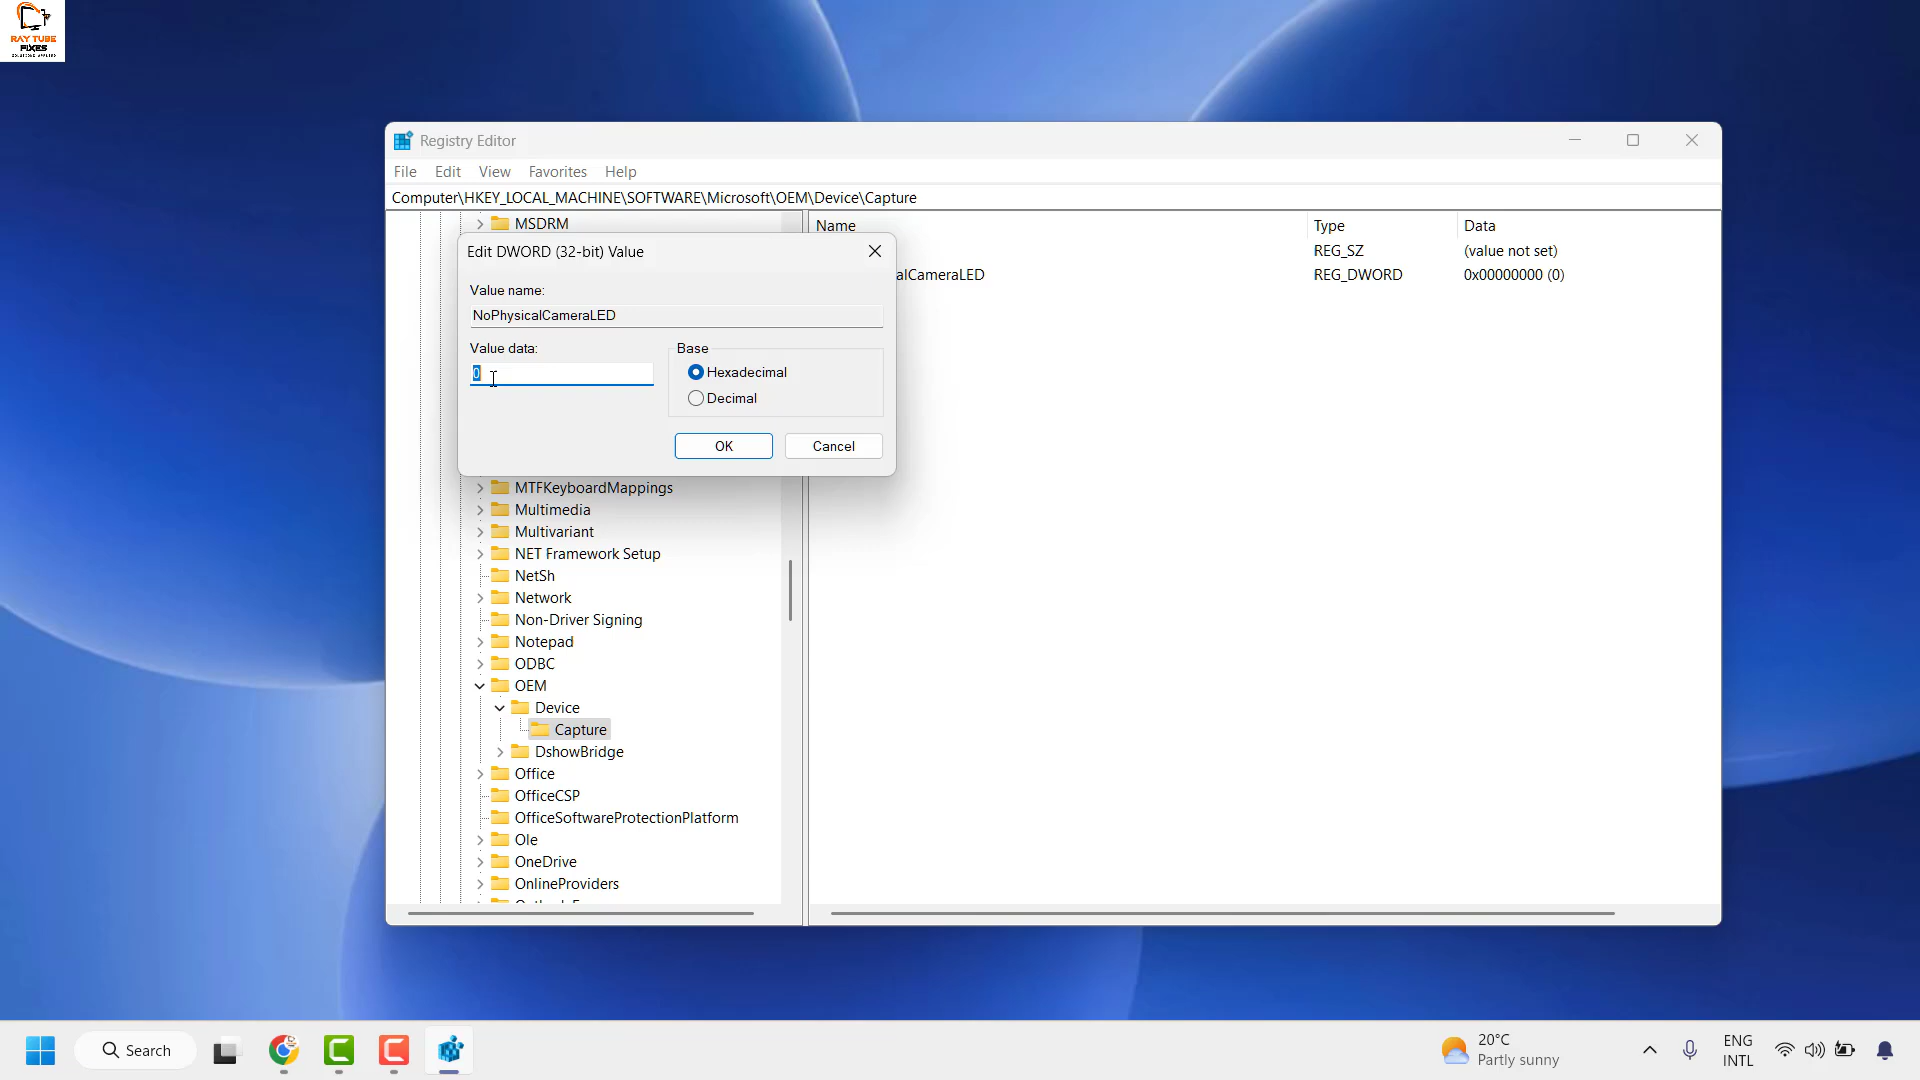 RAY TUBE
FIXES
SOLUTIONS APPLIED
Registry Editor
File Edit View Favorites Help
Computer\HKEY_LOCAL_MACHINE\SOFTWARE\Microsoft\OEM\Device\Capture
MSDRM
Name Type Data
REG_SZ (value not set)
alCameraLED REG_DWORD 0x00000000 (0)
Edit DWORD (32-bit) Value
Value name:
NoPhysicalCameraLED
Value data:
0
Base
Hexadecimal
Decimal
OK Cancel
MTFKeyboardMappings
Multimedia
Multivariant
NET Framework Setup
NetSh
Network
Non-Driver Signing
Notepad
ODBC
OEM
Device
Capture
DshowBridge
Office
OfficeCSP
OfficeSoftwareProtectionPlatform
Ole
OneDrive
OnlineProviders
Search
20°C
Partly sunny
ENG
INTL